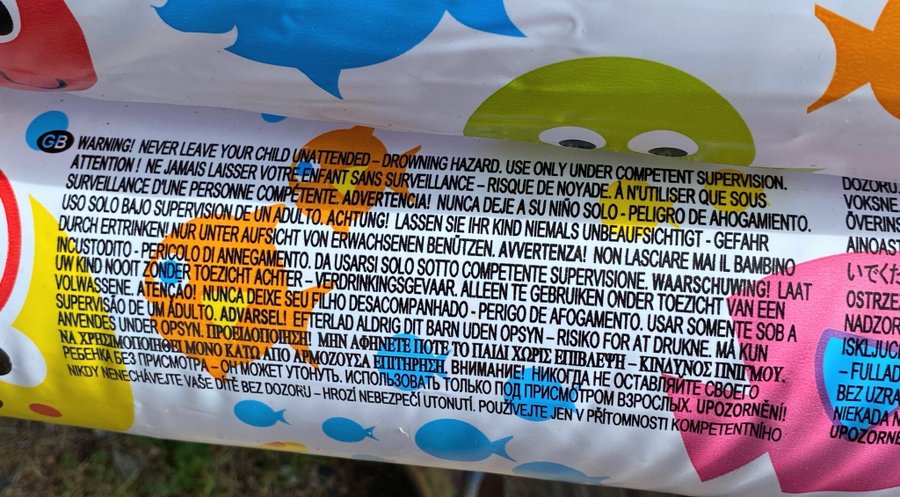 GB WARNING! NEVER LEAVE YOUR CHILD UNATTENDED – DROWNING HAZARD. USE ONLY UNDER COMPETENT SUPERVISION.
ATTENTION ! NE JAMAIS LAISSER VOTRE ENFANT SANS SURVEILLANCE – RISQUE DE NOYADE. À N'UTILISER QUE SOUS
SURVEILLANCE D'UNE PERSONNE COMPÉTENTE. ADVERTENCIA! NUNCA DEJE A SU NIÑO SOLO - PELIGRO DE AHOGAMIENTO.
USO SOLO BAJO SUPERVISION DE UN ADULTO. ACHTUNG! LASSEN SIE IHR KIND NIEMALS UNBEAUFSICHTIGT - GEFAHR
DURCH ERTRINKEN! NUR UNTER AUFSICHT VON ERWACHSENEN BENÜTZEN. AVVERTENZA! NON LASCIARE MAI IL BAMBINO
INCUSTODITO - PERICOLO DI ANNEGAMENTO. DA USARSI SOLO SOTTO COMPETENTE SUPERVISIONE. WAARSCHUWING! LAAT
UW KIND NOOIT ZONDER TOEZICHT ACHTER – VERDRINKINGSGEVAAR. ALLEEN TE GEBRUIKEN ONDER TOEZICHT VAN EEN
VOLWASSENE. ATENÇAO! NUNCA DEIXE SEU FILHO DESACOMPANHADO - PERIGO DE AFOGAMENTO. USAR SOMENTE SOB A
SUPERVISÃO DE UM ADULTO. ADVARSEL! EFTERLAD ALDRIG DIT BARN UDEN OPSYN – RISIKO FOR AT DRUKNE. MÅ KUN
ANVENDES UNDER OPSYN. ΠΡΟΕΙΔΟΠΟΙΗΣΗ! ΜΗΝ ΑΦΗΝΕΤΕ ΠΟΤΕ ΤΟ ΠΑΙΔΙ ΧΩΡΙΣ ΕΠΙΒΛΕΨΗ – ΚΙΝΔΥΝΟΣ ΠΝΙΓΜΟΥ.
ΝΑ ΧΡΗΣΙΜΟΠΟΙΗΘΕΙ ΜΟΝΟ ΚΑΤΩ ΑΠΟ ΑΡΜΟΖΟΥΣΑ ΕΠΙΤΗΡΗΣΗ. ВНИМАНИЕ! НИКОГДА НЕ ОСТАВЛЯЙТЕ СВОЕГО
РЕБЕНКА БЕЗ ПРИСМОТРА – ОН МОЖЕТ УТОНУТЬ. ИСПОЛЬЗОВАТЬ ТОЛЬКО ПОД ПРИСМОТРОМ ВЗРОСЛЫХ. UPOZORNĚNÍ!
NIKDY NENECHÁVEJTE VAŠE DÍTĚ BEZ DOZORU – HROZÍ NEBEZPEČÍ UTONUTÍ. POUŽÍVEJTE JEN V PŘÍTOMNOSTI KOMPETENTNÍHO
DOZORU.
VOKSNE.
ÖVERINS
AINOAST
いでくた
OSTRZE
NADZOR
ISKLJUČ
– FULLAD
BEZ UZRA
NIEKADA N
UPOZORNE